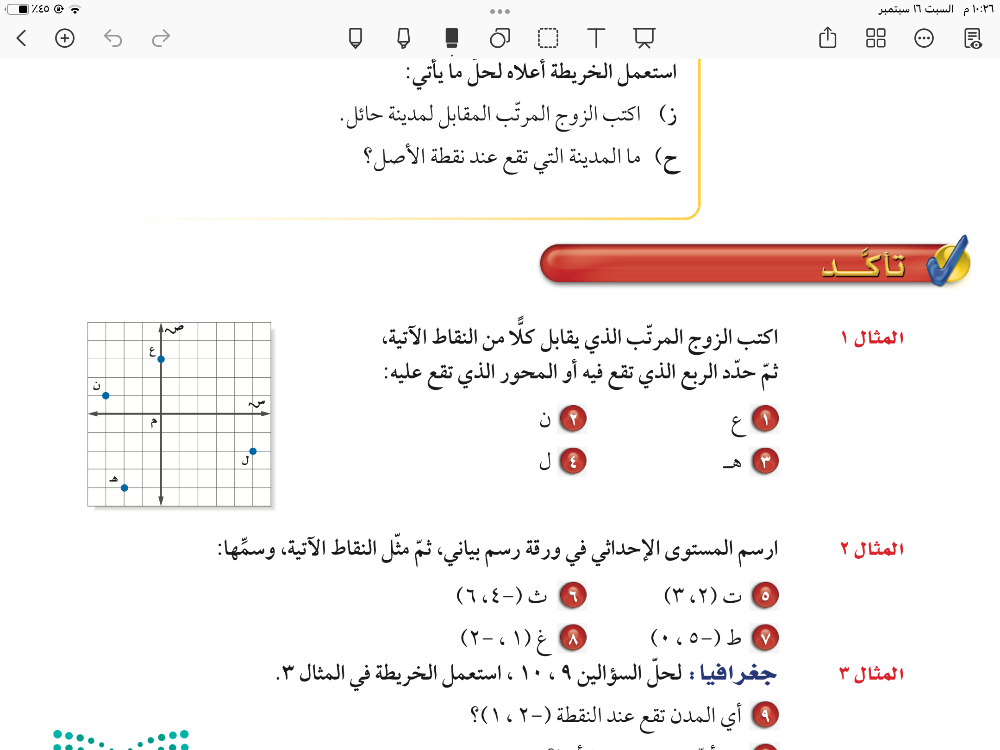 ١٠:٢٦ م السبت ١٦ سبتمبر
٪٤٥
استعمل الخريطة أعلاه لحلّ ما يأتي:
ز) اكتب الزوج المرتّب المقابل لمدينة حائل.
ح) ما المدينة التي تقع عند نقطة الأصل؟
تأكَّد
المثال ١
اكتب الزوج المرتّب الذي يقابل كلًّا من النقاط الآتية،
ثمّ حدّد الربع الذي تقع فيه أو المحور الذي تقع عليه:
١ ع
٢ ن
٣ هـ
٤ ل
ص
ع
ن
س
م
ل
هـ
المثال ٢
ارسم المستوى الإحداثي في ورقة رسم بياني، ثمّ مثّل النقاط الآتية، وسمِّها:
٥ ت (٢، ٣)
٦ ث (−٤، ٦)
٧ ط (−٥ ، ٠)
٨ غ (١ ، −٢)
المثال ٣
جغرافيا: لحلّ السؤالين ٩ ، ١٠ ، استعمل الخريطة في المثال ٣.
٩ أي المدن تقع عند النقطة (−٢ ، ١)؟